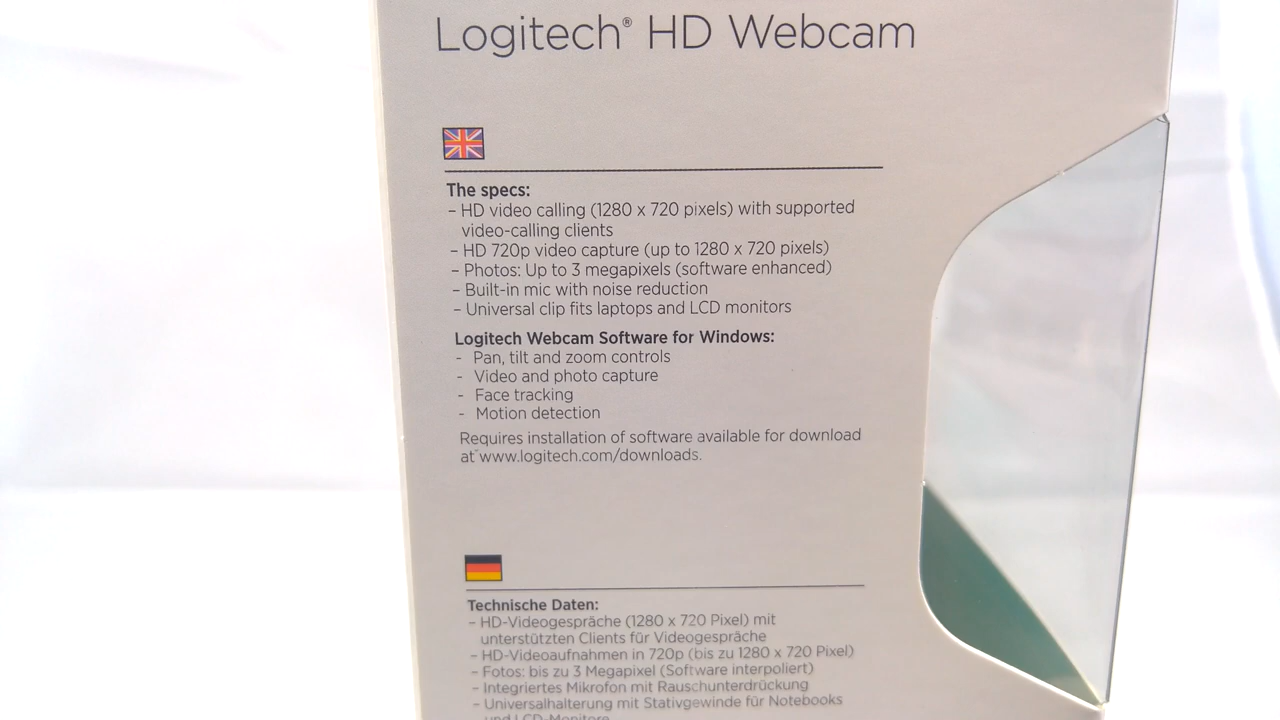 Logitech® HD Webcam
The specs:
– HD video calling (1280 x 720 pixels) with supported
video-calling clients
– HD 720p video capture (up to 1280 x 720 pixels)
– Photos: Up to 3 megapixels (software enhanced)
– Built-in mic with noise reduction
– Universal clip fits laptops and LCD monitors
Logitech Webcam Software for Windows:
- Pan, tilt and zoom controls
- Video and photo capture
- Face tracking
- Motion detection
Requires installation of software available for download
at www.logitech.com/downloads.
Technische Daten:
– HD-Videogespräche (1280 x 720 Pixel) mit
unterstützten Clients für Videogespräche
– HD-Videoaufnahmen in 720p (bis zu 1280 x 720 Pixel)
– Fotos: bis zu 3 Megapixel (Software interpoliert)
– Integriertes Mikrofon mit Rauschunterdrückung
– Universalhalterung mit Stativgewinde für Notebooks
und LCD-Monitore